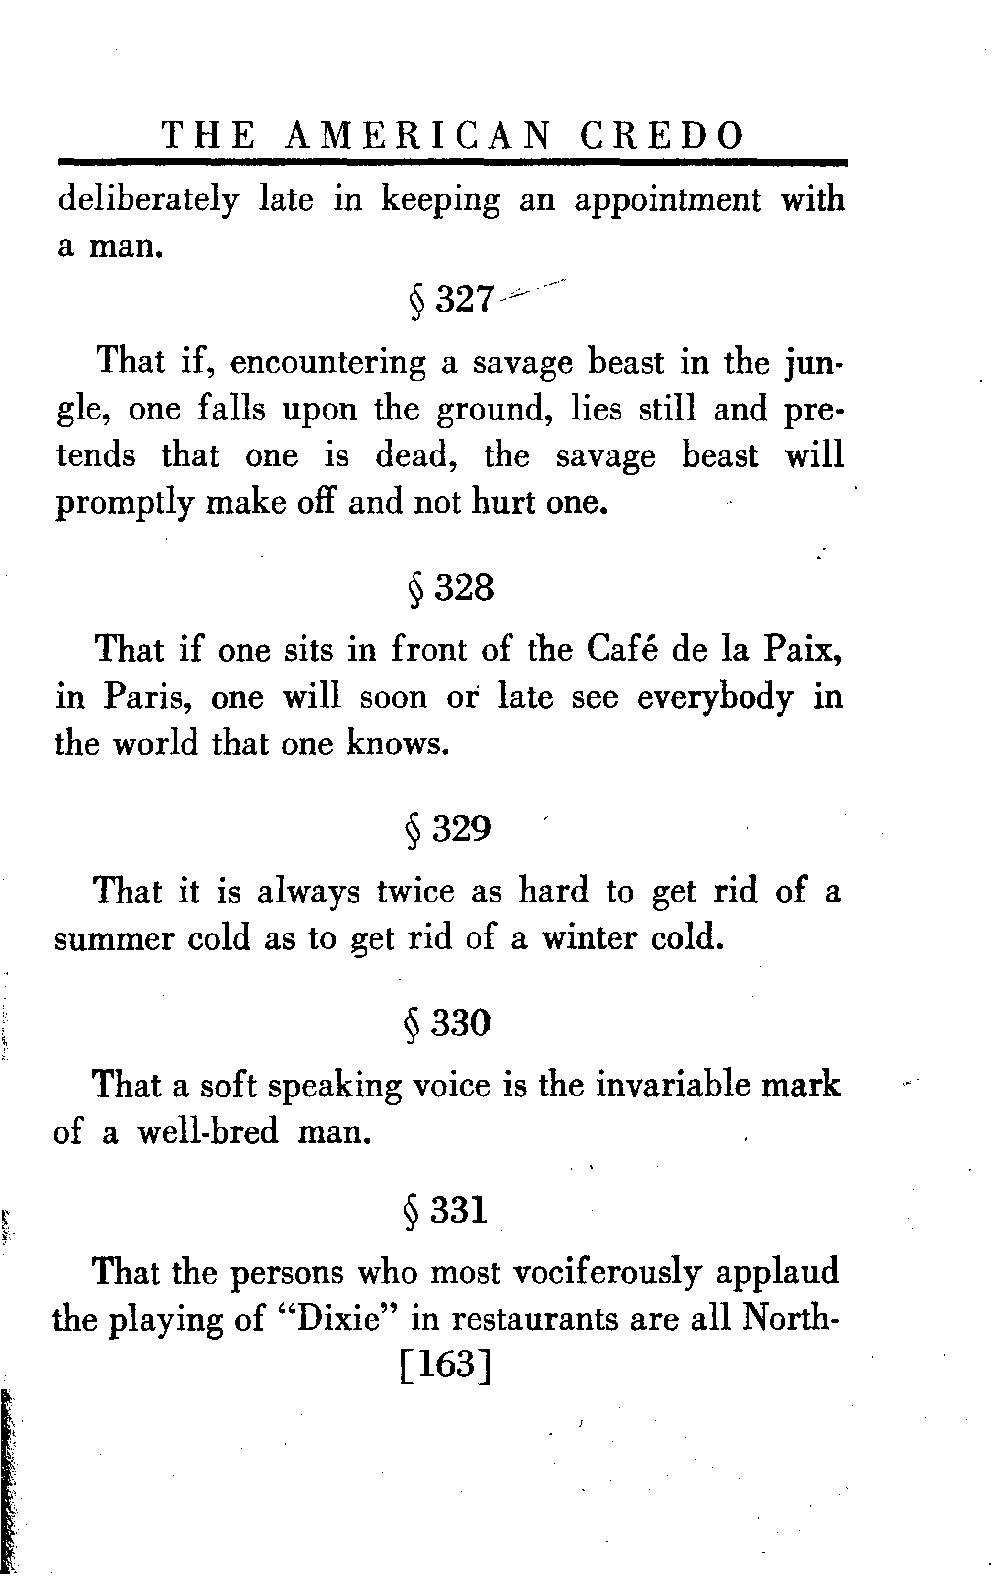 THE AMERICAN CREDO
deliberately late in keeping an appointment with
a man.
§ 327
That if, encountering a savage beast in the jun-
gle, one falls upon the ground, lies still and pre-
tends that one is dead, the savage beast will
promptly make off and not hurt one.
§ 328
That if one sits in front of the Café de la Paix,
in Paris, one will soon or late see everybody in
the world that one knows.
§ 329
That it is always twice as hard to get rid of a
summer cold as to get rid of a winter cold.
§ 330
That a soft speaking voice is the invariable mark
of a well-bred man.
§ 331
That the persons who most vociferously applaud
the playing of “Dixie” in restaurants are all North-
[163]